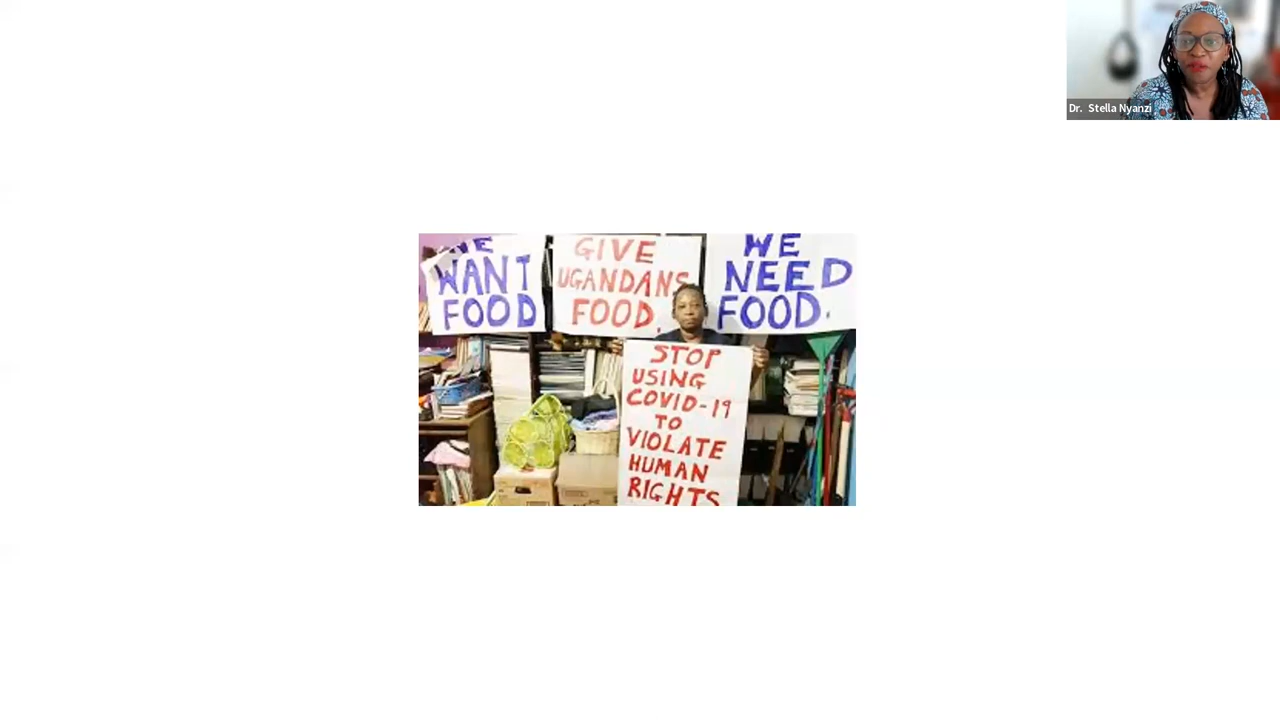 Dr. Stella Nyanzi
WE
WANT
FOOD
GIVE
UGANDANS
FOOD.
WE
NEED
FOOD.
STOP
USING
COVID-19
TO
VIOLATE
HUMAN
RIGHTS